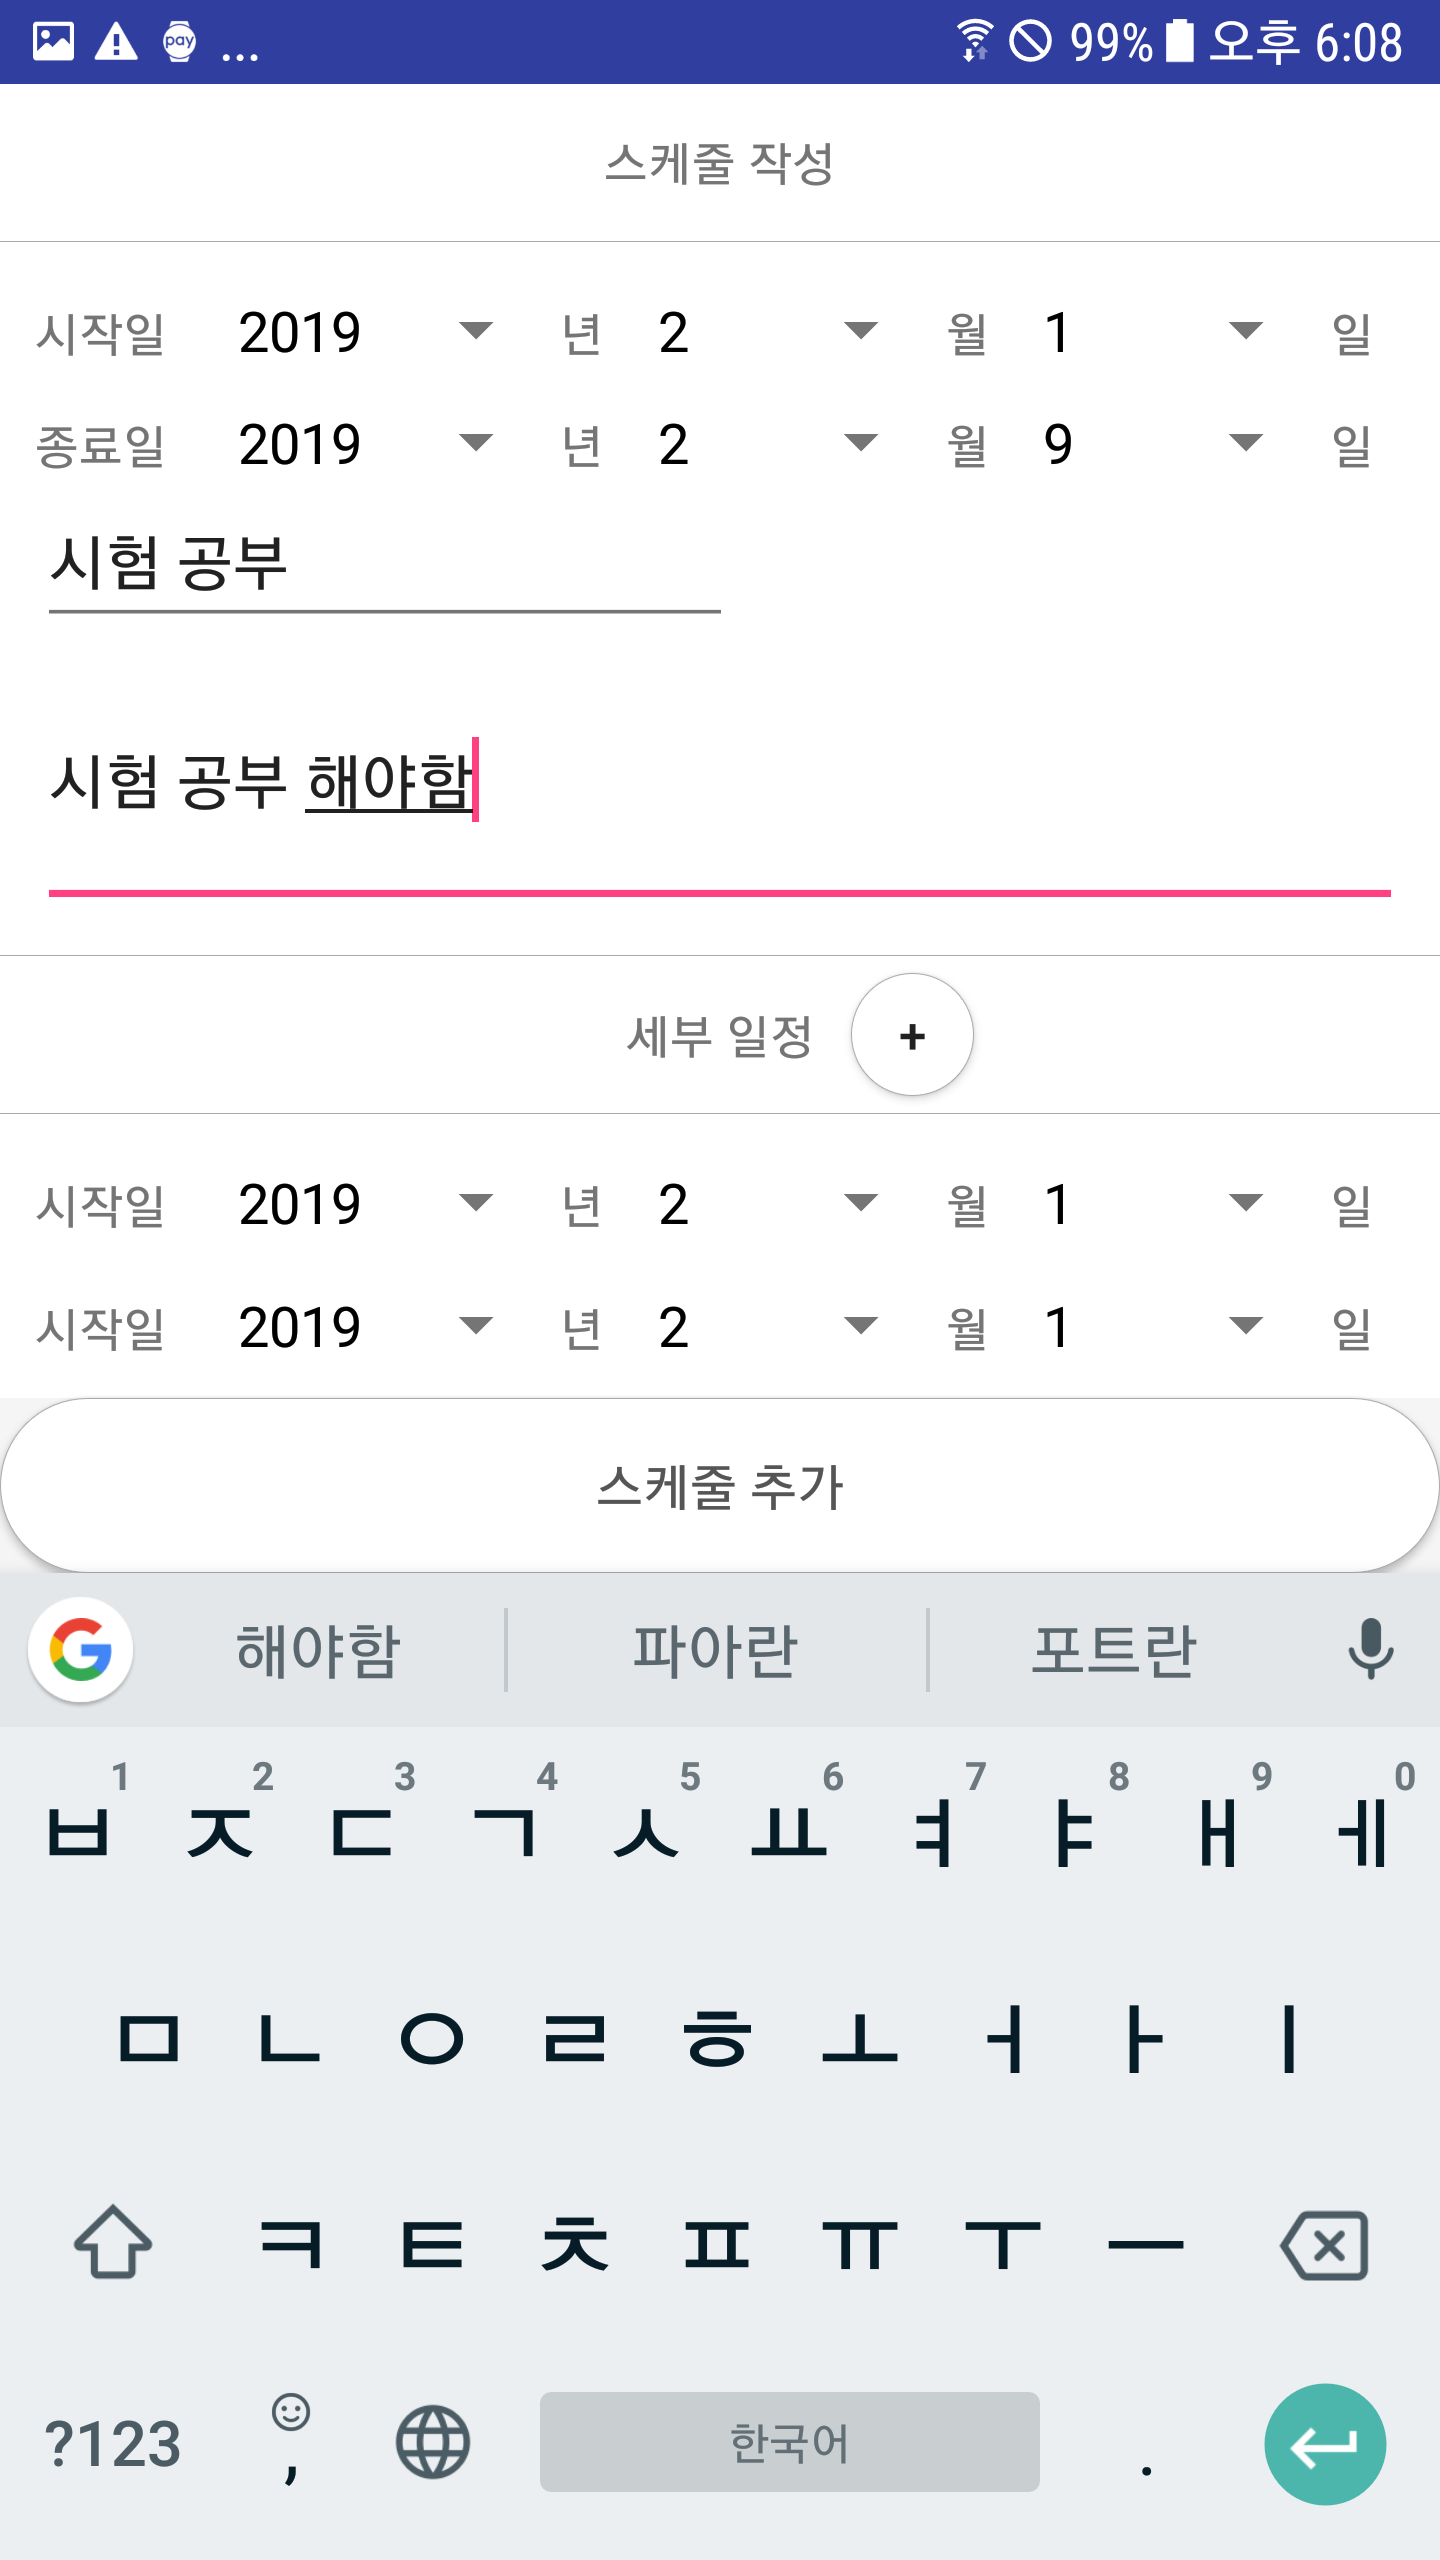 pay ... 99% 오후 6:08
스케줄 작성
시작일 2019 년 2 월 1 일
종료일 2019 년 2 월 9 일
시험 공부
시험 공부 해야함
세부 일정 +
시작일 2019 년 2 월 1 일
시작일 2019 년 2 월 1 일
스케줄 추가
G 해야함 파아란 포트란
1 2 3 4 5 6 7 8 9 0
ㅂ ㅈ ㄷ ㄱ ㅅ ㅛ ㅕ ㅑ ㅐ ㅔ
ㅁ ㄴ ㅇ ㄹ ㅎ ㅗ ㅓ ㅏ ㅣ
ㅋ ㅌ ㅊ ㅍ ㅠ ㅜ ㅡ
?123 , 한국어 .